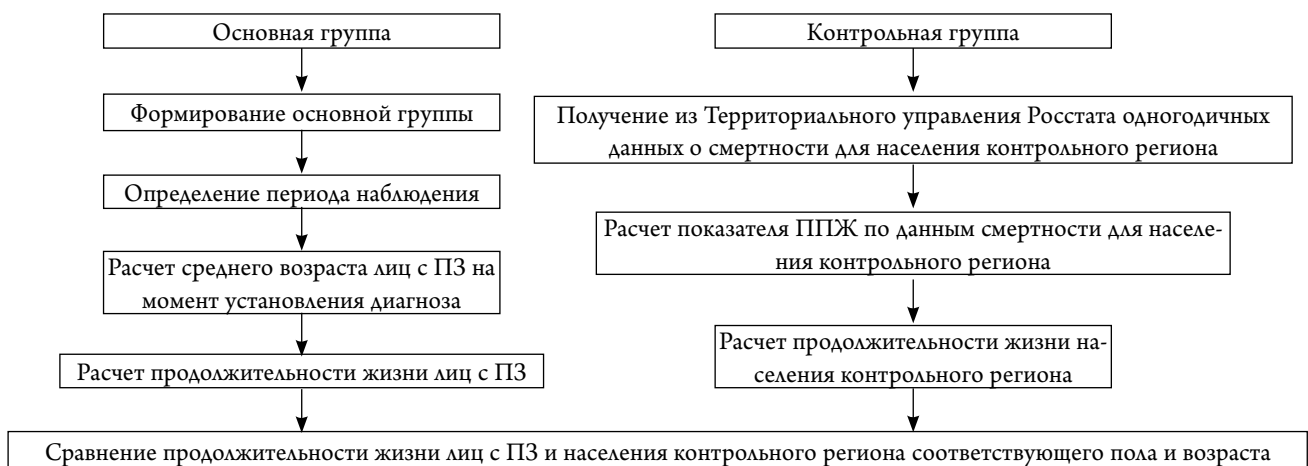 Основная группа
Формирование основной группы
Определение периода наблюдения
Расчет среднего возраста лиц с ПЗ на
момент установления диагноза
Расчет продолжительности жизни лиц с ПЗ
Контрольная группа
Получение из Территориального управления Росстата одногодичных
данных о смертности для населения контрольного региона
Расчет показателя ППЖ по данным смертности для населе-
ния контрольного региона
Расчет продолжительности жизни на-
селения контрольного региона
Сравнение продолжительности жизни лиц с ПЗ и населения контрольного региона соответствующего пола и возраста